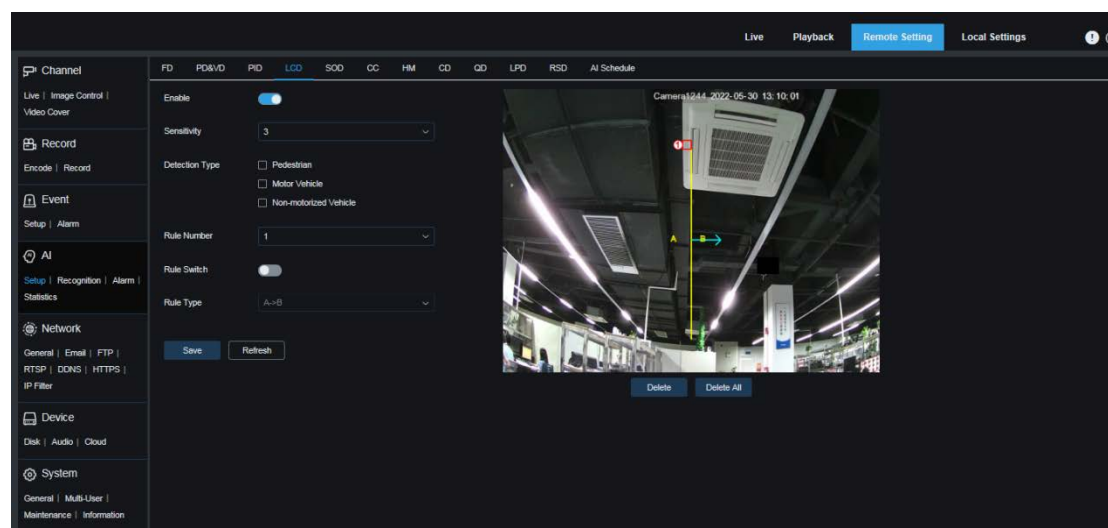 Live Playback Remote Setting Local Settings
Channel
Live | Image Control |
Video Cover
Record
Encode | Record
Event
Setup | Alarm
AI
Setup | Recognition | Alarm |
Statistics
Network
General | Email | FTP |
RTSP | DDNS | HTTPS |
IP Filter
Device
Disk | Audio | Cloud
System
General | Multi-User |
Maintenance | Information
FD PD&VD PID LCD SOD CC HM CD QD LPD RSD AI Schedule
Enable
Sensitivity 3
Detection Type Pedestrian
Motor Vehicle
Non-motorized Vehicle
Rule Number 1
Rule Switch
Rule Type A->B
Save Refresh
Camera1244 2022-05-30 13:10:01
1
A B
Delete Delete All